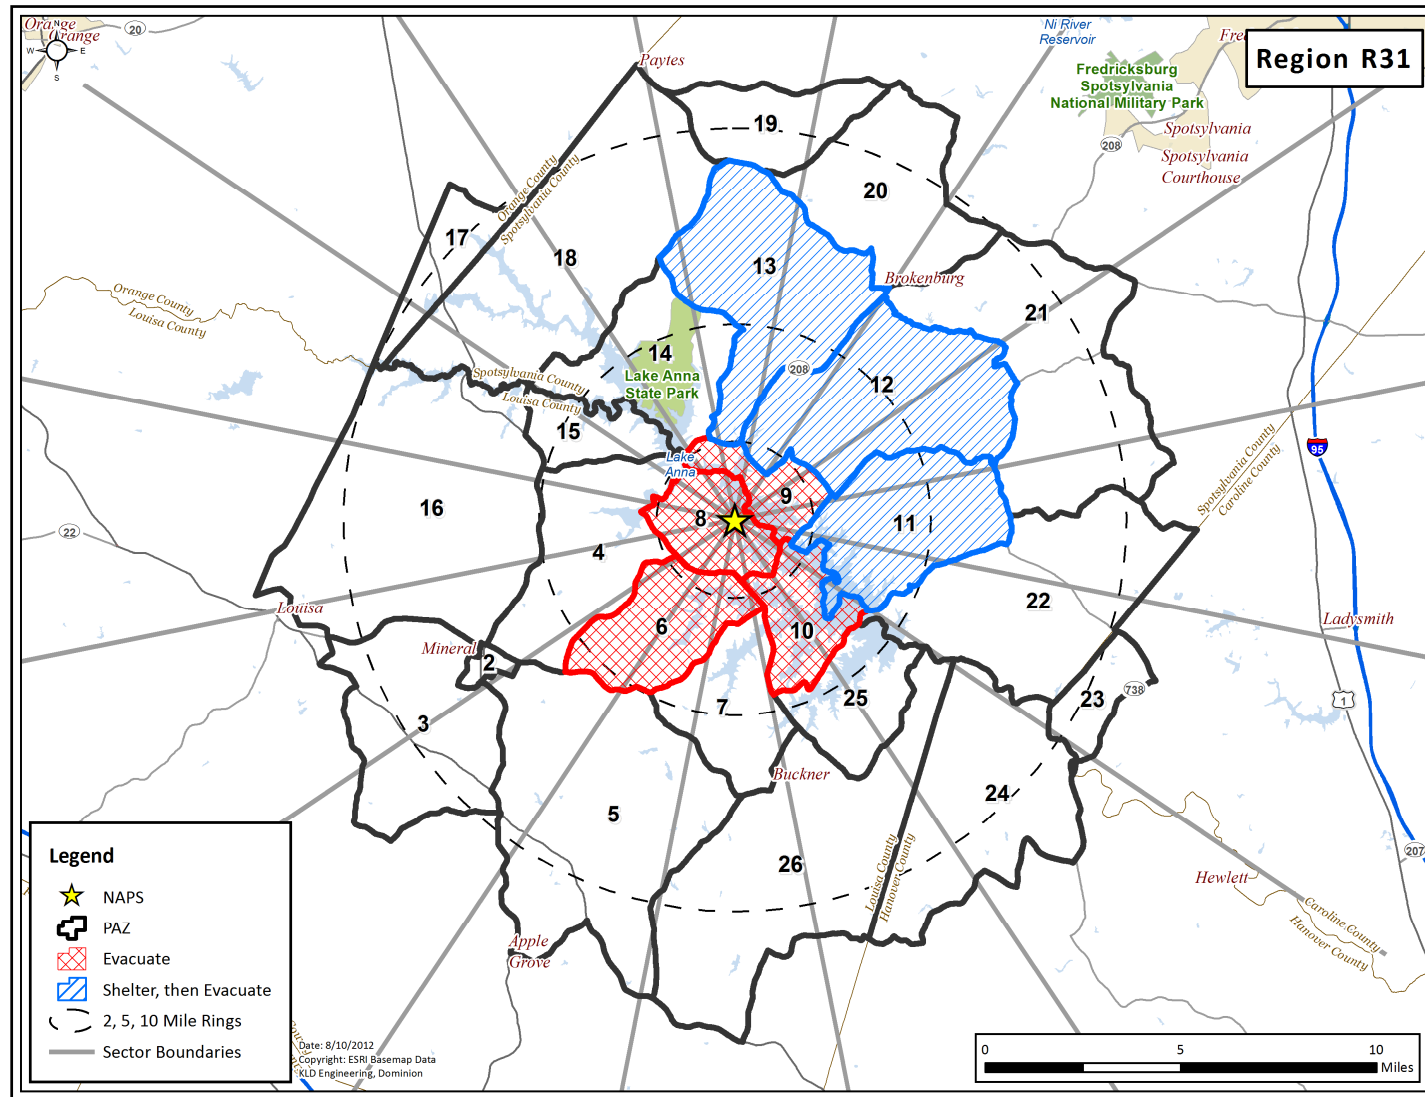 Orange
Orange
N
W E
S
20
Paytes
Ni River
Reservoir
Fre
Region R31
Fredricksburg
Spotsylvania
National Military Park
208
Spotsylvania
Spotsylvania
Courthouse
19
20
Orange County
Spotsylvania County
17
18
13
Brokenburg
21
Orange County
Louisa County
14
Lake Anna
State Park
208
12
Spotsylvania County
Louisa County
15
Lake
Anna
95
Spotsylvania County
Caroline County
9
16
8
11
22
4
Louisa
22
Ladysmith
6
10
Mineral
2
738
23
1
25
7
3
Buckner
24
5
26
207
Louisa County
Hanover County
Hewlett
Caroline County
Hanover County
Apple
Grove
Legend
NAPS
PAZ
Evacuate
Shelter, then Evacuate
2, 5, 10 Mile Rings
Sector Boundaries
County
Date: 8/10/2012
Copyright: ESRI Basemap Data
KLD Engineering, Dominion
0 5 10
Miles